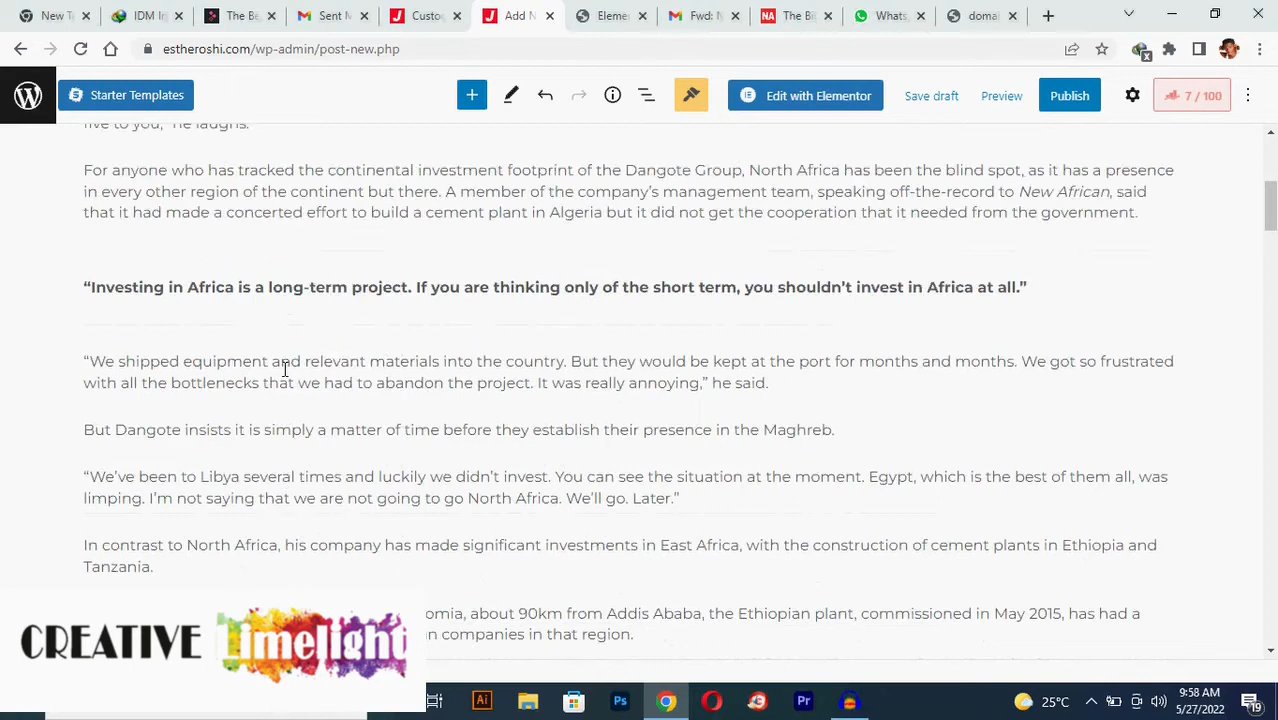 New T
IDM In
The Be
Sent M
Custo
Add N
Eleme
Fwd: N
The Bi
Whats
doma
estheroshi.com/wp-admin/post-new.php
Starter Templates
Edit with Elementor
Save draft
Preview
Publish
7 / 100
five to you," he laughs.
For anyone who has tracked the continental investment footprint of the Dangote Group, North Africa has been the blind spot, as it has a presence
in every other region of the continent but there. A member of the company's management team, speaking off-the-record to New African, said
that it had made a concerted effort to build a cement plant in Algeria but it did not get the cooperation that it needed from the government.
“Investing in Africa is a long-term project. If you are thinking only of the short term, you shouldn't invest in Africa at all.”
“We shipped equipment and relevant materials into the country. But they would be kept at the port for months and months. We got so frustrated
with all the bottlenecks that we had to abandon the project. It was really annoying,” he said.
But Dangote insists it is simply a matter of time before they establish their presence in the Maghreb.
“We've been to Libya several times and luckily we didn't invest. You can see the situation at the moment. Egypt, which is the best of them all, was
limping. I'm not saying that we are not going to go North Africa. We'll go. Later.”
In contrast to North Africa, his company has made significant investments in East Africa, with the construction of cement plants in Ethiopia and
Tanzania.
omia, about 90km from Addis Ababa, the Ethiopian plant, commissioned in May 2015, has had a
n companies in that region.
CREATIVE Limelight
Ai
Ps
Pr
25°C
9:58 AM
5/27/2022
19